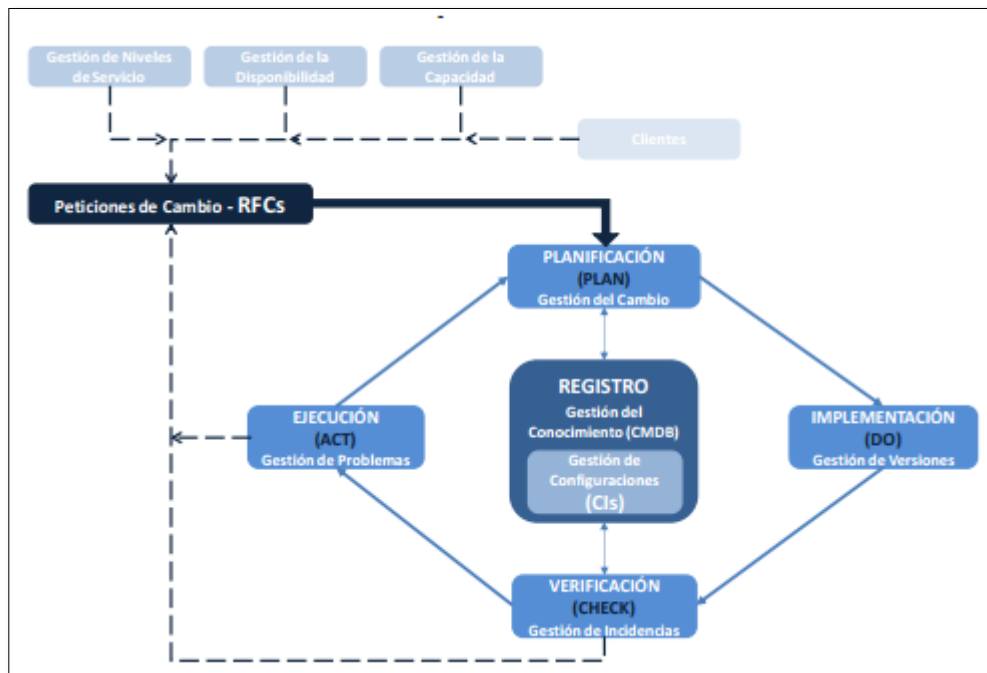 Gestión de Niveles
de Servicio
Gestión de la
Disponibilidad
Gestión de la
Capacidad
Clientes
Peticiones de Cambio - RFCs
PLANIFICACIÓN
(PLAN)
Gestión del Cambio
REGISTRO
Gestión del
Conocimiento (CMDB)
Gestión de
Configuraciones
(CIs)
EJECUCIÓN
(ACT)
Gestión de Problemas
IMPLEMENTACIÓN
(DO)
Gestión de Versiones
VERIFICACIÓN
(CHECK)
Gestión de Incidencias